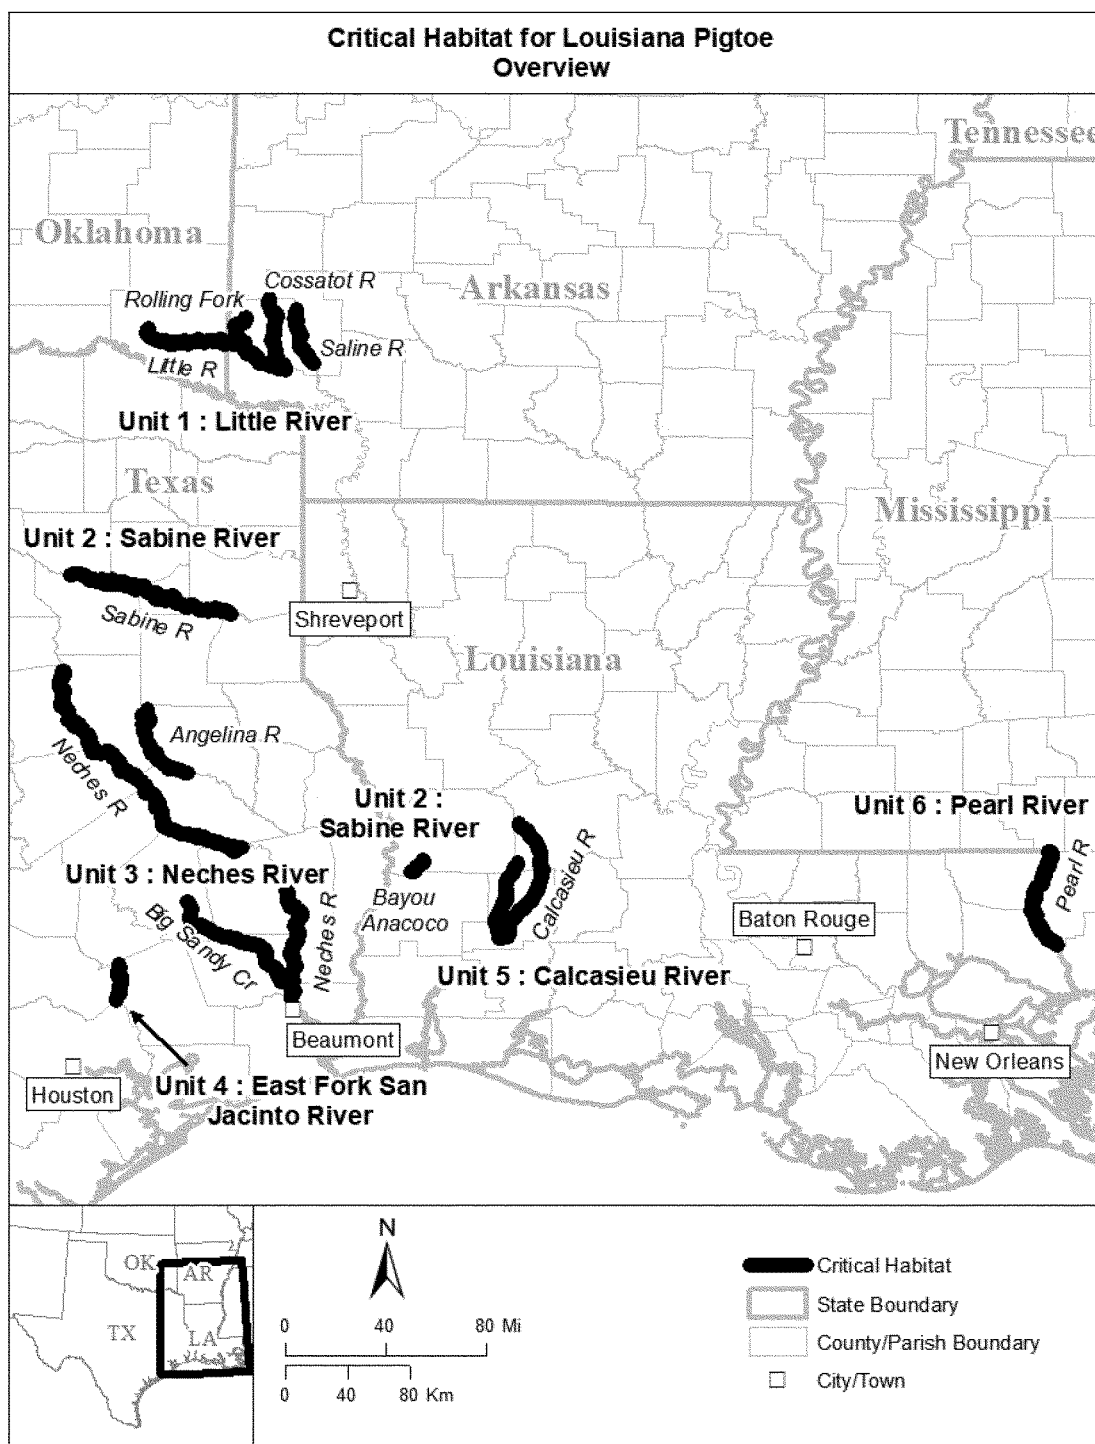 Critical Habitat for Louisiana Pigtoe
Overview
Tennessee
Oklahoma
Cossatot R
Rolling Fork
Arkansas
Saline R
Little R
Unit 1 : Little River
Texas
Mississippi
Unit 2 : Sabine River
Sabine R
Shreveport
Louisiana
Angelina R
Neches R
Unit 2 :
Sabine River
Unit 6 : Pearl River
Calcasieu R
Pearl R
Unit 3 : Neches River
Bayou
Anacoco
Big Sandy Cr
Neches R
Baton Rouge
Unit 5 : Calcasieu River
Beaumont
New Orleans
Houston
Unit 4 : East Fork San
Jacinto River
OK
AR
TX
LA
N
0 40 80 Mi
0 40 80 Km
Critical Habitat
State Boundary
County/Parish Boundary
City/Town